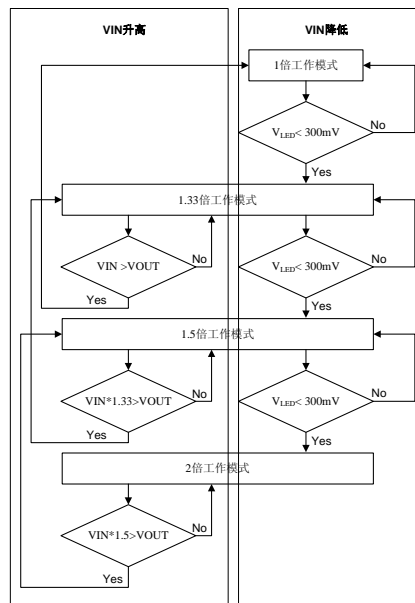 VIN升高
VIN降低
1倍工作模式
V_LED< 300mV
No
Yes
1.33倍工作模式
VIN >VOUT
No
Yes
V_LED< 300mV
No
Yes
1.5倍工作模式
VIN*1.33>VOUT
No
Yes
V_LED< 300mV
No
Yes
2倍工作模式
VIN*1.5>VOUT
No
Yes